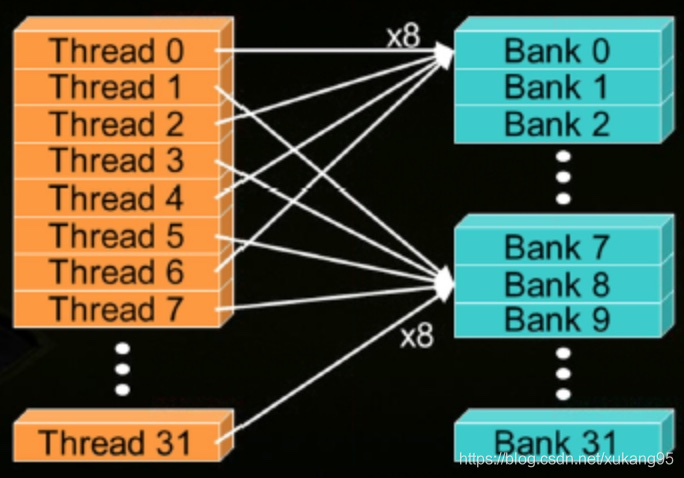 Thread 0
Thread 1
Thread 2
Thread 3
Thread 4
Thread 5
Thread 6
Thread 7
Thread 31
x8
x8
Bank 0
Bank 1
Bank 2
Bank 7
Bank 8
Bank 9
Bank 31
https://blog.csdn.net/xukang95